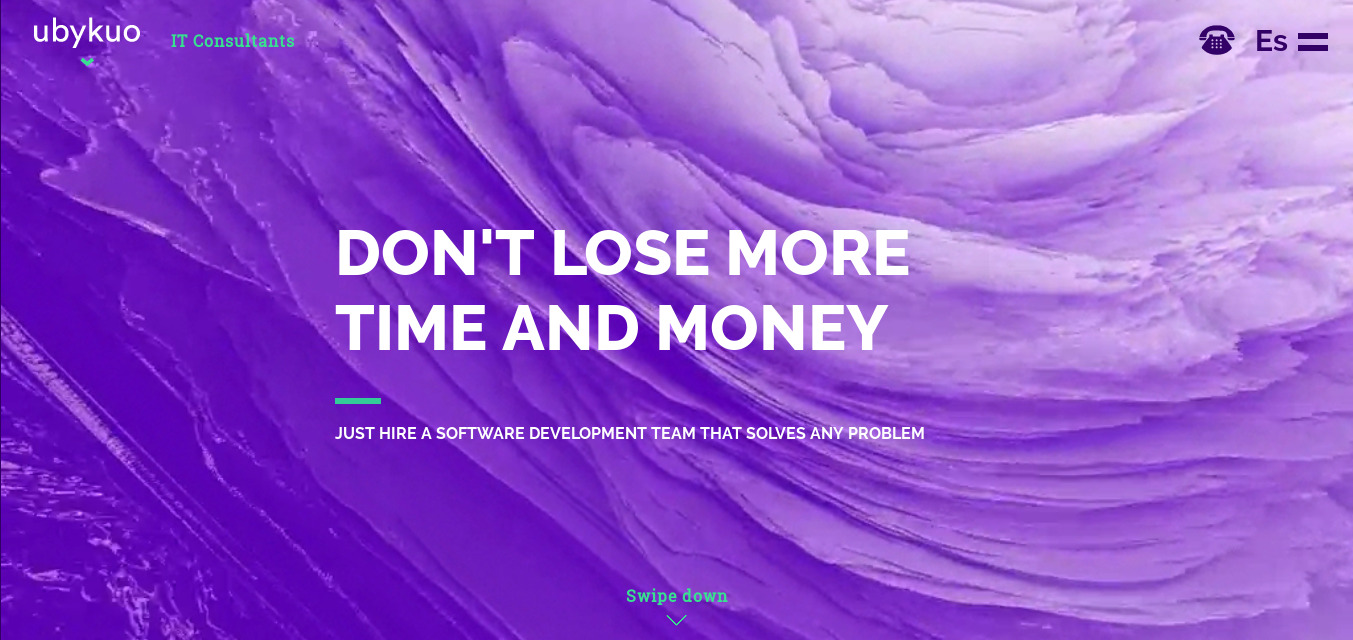 ubykuo
IT Consultants
Es
DON'T LOSE MORE
TIME AND MONEY
JUST HIRE A SOFTWARE DEVELOPMENT TEAM THAT SOLVES ANY PROBLEM
Swipe down